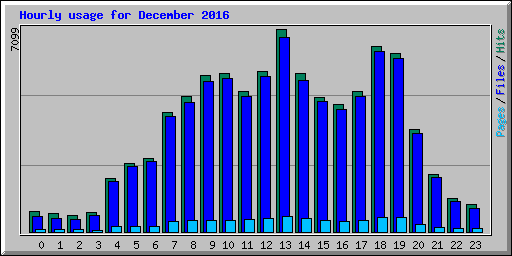 Hourly usage for December 2016
7099
Pages/Files/Hits
0 1 2 3 4 5 6 7 8 9 10 11 12 13 14 15 16 17 18 19 20 21 22 23